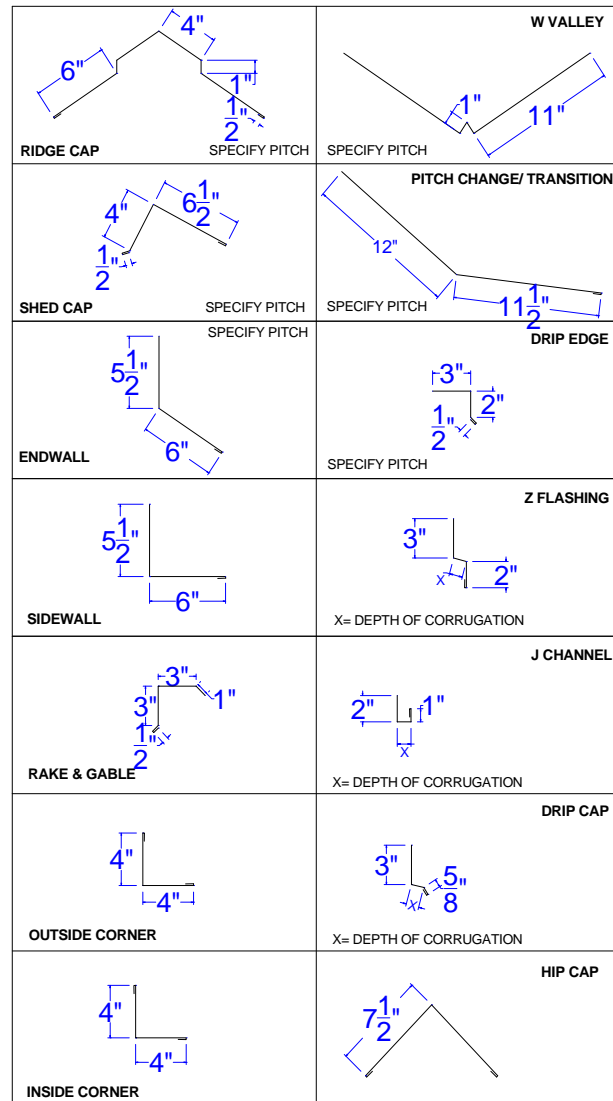 4"
6"
1"
1/2"
RIDGE CAP SPECIFY PITCH
W VALLEY
1"
11"
SPECIFY PITCH
6 1/2"
4"
1/2"
SHED CAP SPECIFY PITCH
PITCH CHANGE/ TRANSITION
12"
11 1/2"
SPECIFY PITCH
SPECIFY PITCH
5 1/2"
6"
ENDWALL
DRIP EDGE
3"
2"
1/2"
SPECIFY PITCH
5 1/2"
6"
SIDEWALL
Z FLASHING
3"
X
2"
X= DEPTH OF CORRUGATION
3"
1"
3"
1/2"
RAKE & GABLE
J CHANNEL
2"
1"
X
X= DEPTH OF CORRUGATION
4"
4"
OUTSIDE CORNER
DRIP CAP
3"
5/8"
X
X= DEPTH OF CORRUGATION
4"
4"
INSIDE CORNER
HIP CAP
7 1/2"